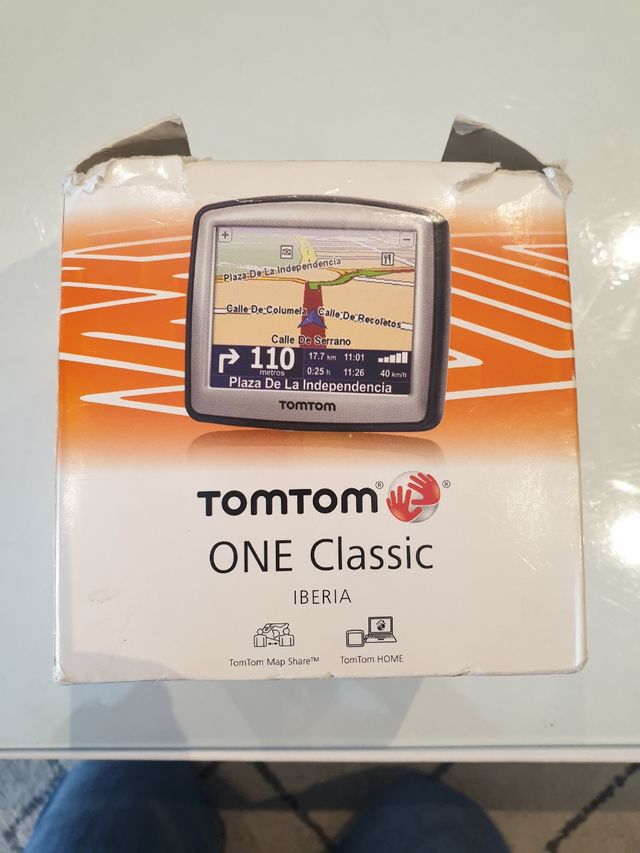 +
−
Plaza De La Independencia
Calle De Columela Calle De Recoletos
Calle De Serrano
110 17.7 km 11:01
metros 0:25 h 11:26 40 km/h
Plaza De La Independencia
TOMTOM
TOMTOM® ®
ONE Classic
IBERIA
TomTom Map Share™ TomTom HOME